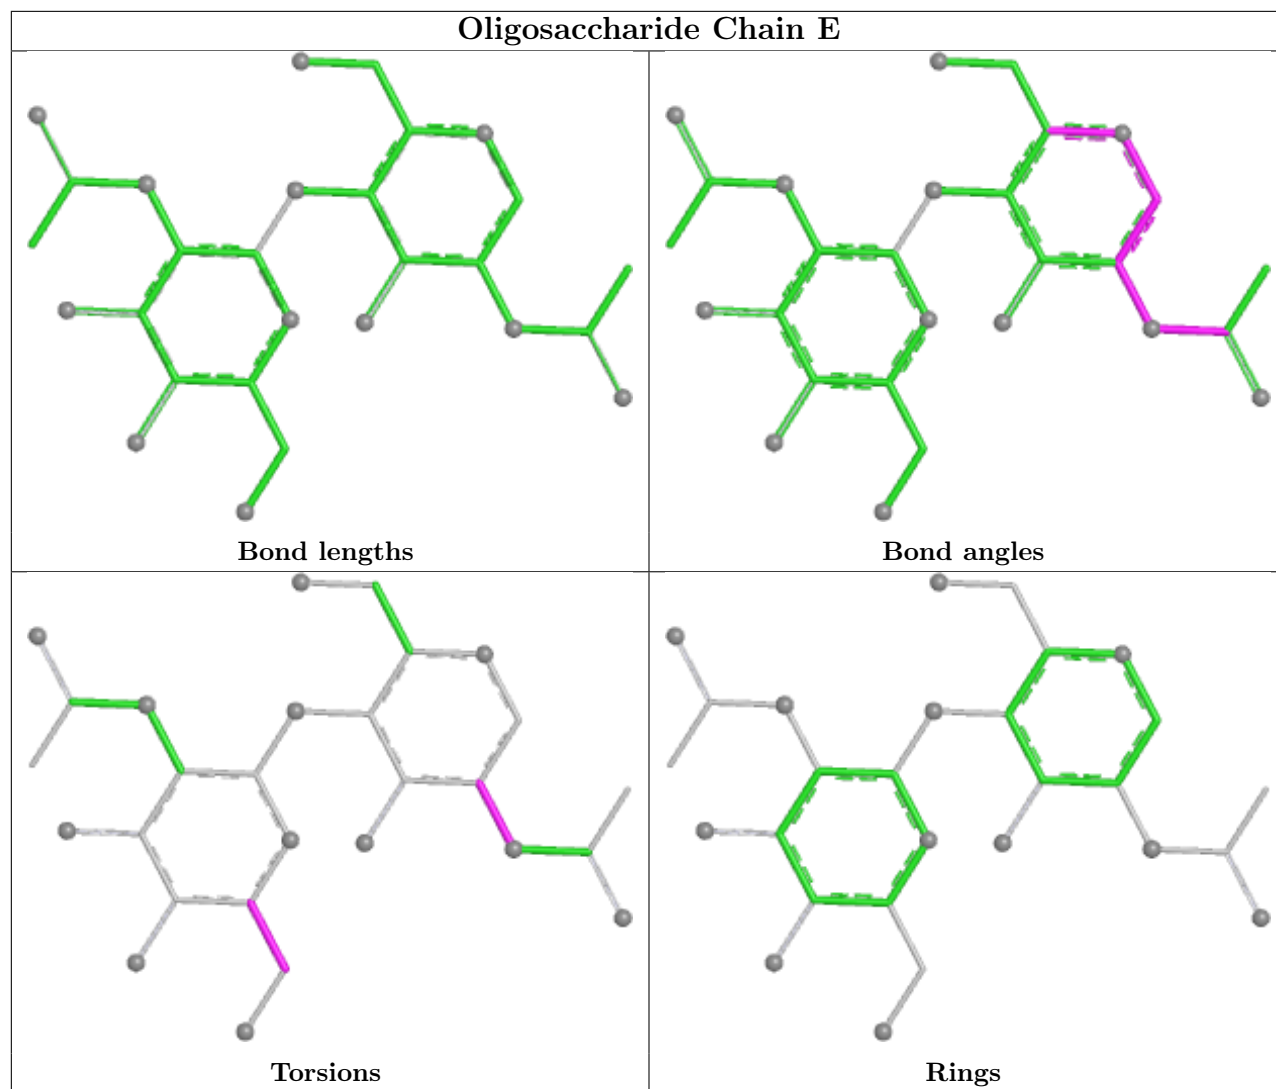 Oligosaccharide Chain E
Bond lengths
Bond angles
Torsions
Rings